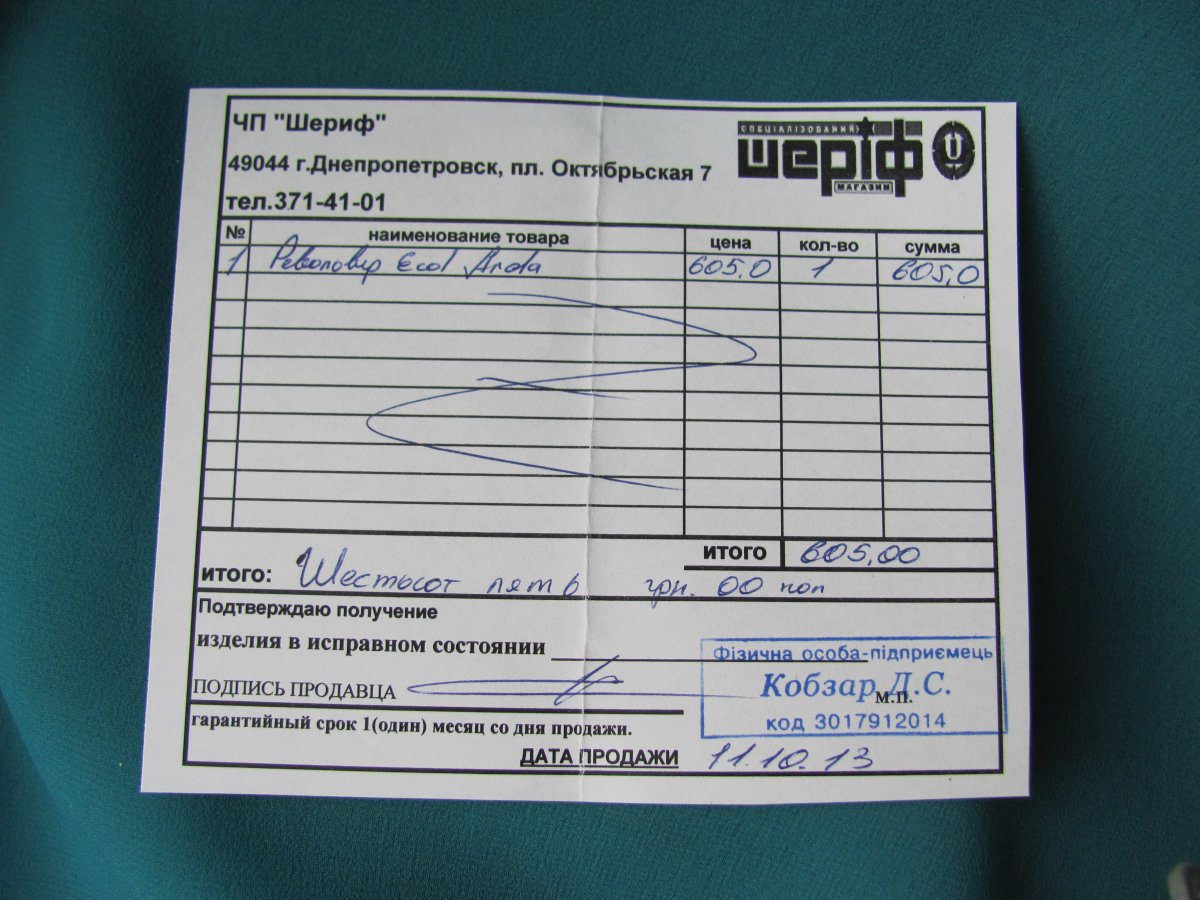 ЧП "Шериф"
49044 г.Днепропетровск, пл. Октябрьская 7
тел.371-41-01
СПЕЦІАЛІЗОВАНИЙ
шеріф
МАГАЗИН
№ наименование товара цена кол-во сумма
1 Револьвер Ecol Arda 605,0 1 605,0
ИТОГО 605,00
ИТОГО: Шестьсот пять грн. 00 коп
Подтверждаю получение
изделия в исправном состоянии
Фізична особа-підприємець
Кобзар Д.С.
ПОДПИСЬ ПРОДАВЦА
М.П.
код 3017912014
гарантийный срок 1(один) месяц со дня продажи.
ДАТА ПРОДАЖИ 11.10.13